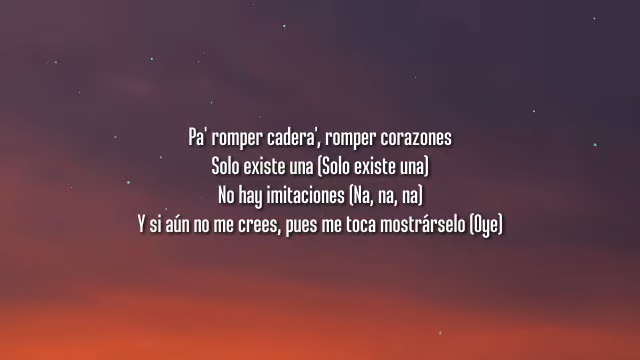 Pa' romper cadera', romper corazones
Solo existe una (Solo existe una)
No hay imitaciones (Na, na, na)
Y si aún no me crees, pues me toca mostrárselo (Oye)